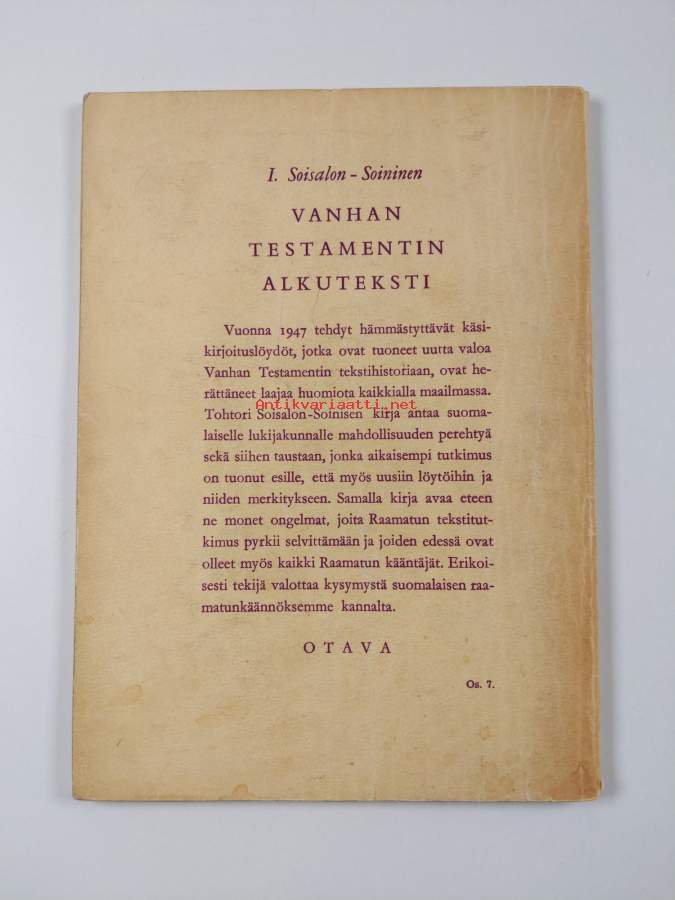 I. Soisalon - Soininen
VANHAN
TESTAMENTIN
ALKUTEKSTI
Vuonna 1947 tehdyt hämmästyttävät käsi-
kirjoituslöydöt, jotka ovat tuoneet uutta valoa
Vanhan Testamentin tekstihistoriaan, ovat he-
rättäneet laajaa huomiota kaikkialla maailmassa.
Antikvariaatti.net
Tohtori Soisalon-Soinisen kirja antaa suoma-
laiselle lukijakunnalle mahdollisuuden perehtyä
sekä siihen taustaan, jonka aikaisempi tutkimus
on tuonut esille, että myös uusiin löytöihin ja
niiden merkitykseen. Samalla kirja avaa eteen
ne monet ongelmat, joita Raamatun tekstitut-
kimus pyrkii selvittämään ja joiden edessä ovat
olleet myös kaikki Raamatun kääntäjät. Erikoi-
sesti tekijä valottaa kysymystä suomalaisen raa-
matunkäännöksemme kannalta.
OTAVA
Os. 7.